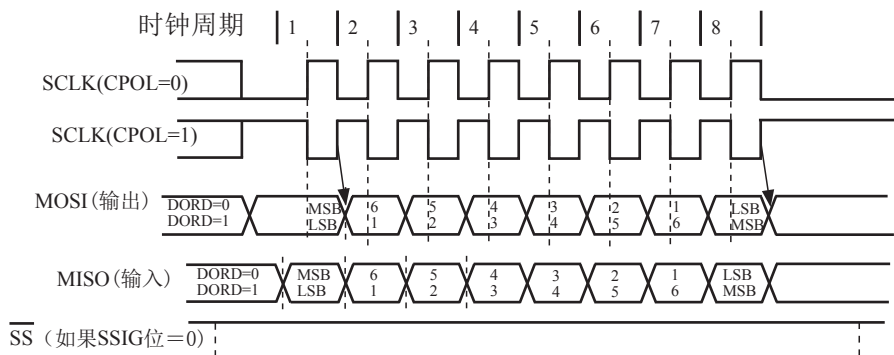 时钟周期 1 2 3 4 5 6 7 8
SCLK(CPOL=0)
SCLK(CPOL=1)
MOSI(输出) DORD=0 MSB 6 5 4 3 2 1 LSB
DORD=1 LSB 1 2 3 4 5 6 MSB
MISO(输入) DORD=0 MSB 6 5 4 3 2 1 LSB
DORD=1 LSB 1 2 3 4 5 6 MSB
SS（如果SSIG位=0）